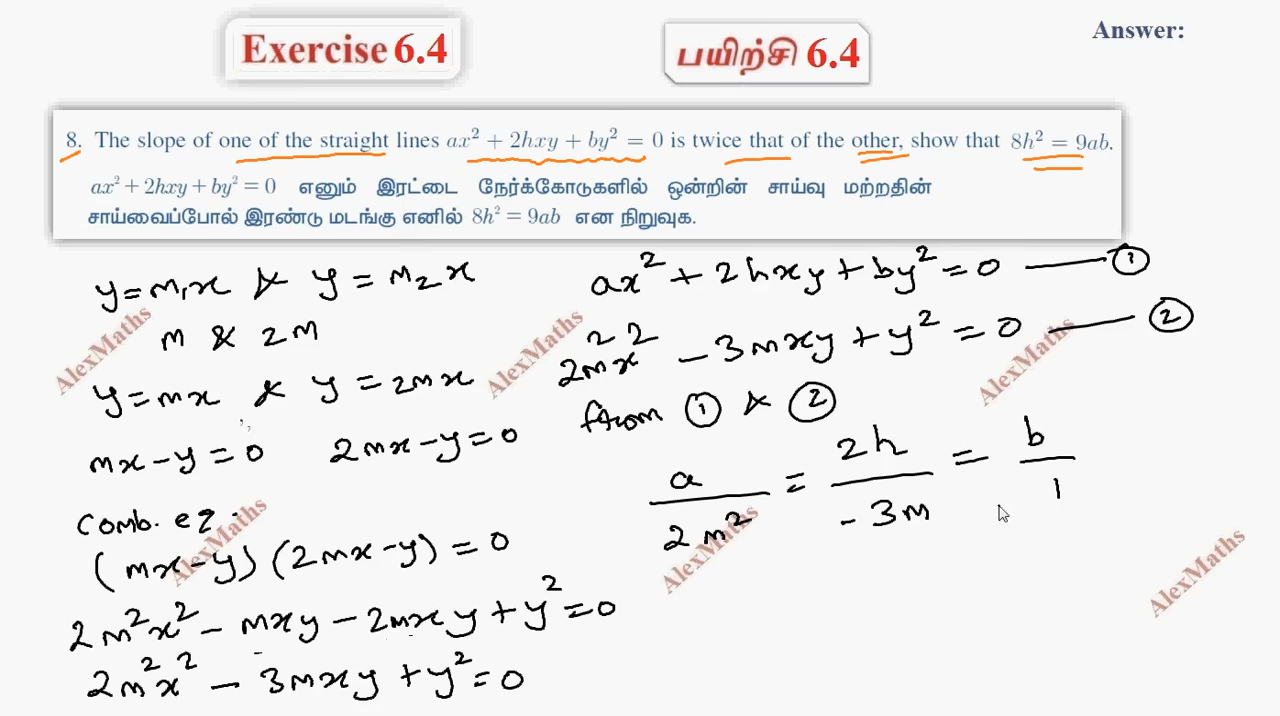 Exercise 6.4
பயிற்சி 6.4
Answer:
8. The slope of one of the straight lines ax² + 2hxy + by² = 0 is twice that of the other, show that 8h² = 9ab.
ax² + 2hxy + by² = 0 எனும் இரட்டை நேர்க்கோடுகளில் ஒன்றின் சாய்வு மற்றதின்
சாய்வைப்போல் இரண்டு மடங்கு எனில் 8h² = 9ab என நிறுவுக.
y = m₁x & y = m₂x
m & 2m
y = mx & y = 2mx
mx - y = 0 2mx - y = 0
Comb. eq.
(mx - y) (2mx - y) = 0
2m²x² - mxy - 2mxy + y² = 0
2m²x² - 3mxy + y² = 0
ax² + 2hxy + by² = 0 —— ①
2m²x² - 3mxy + y² = 0 —— ②
from ① & ②
a/2m² = 2h/-3m = b/1
AlexMaths
AlexMaths
AlexMaths
AlexMaths
AlexMaths
AlexMaths